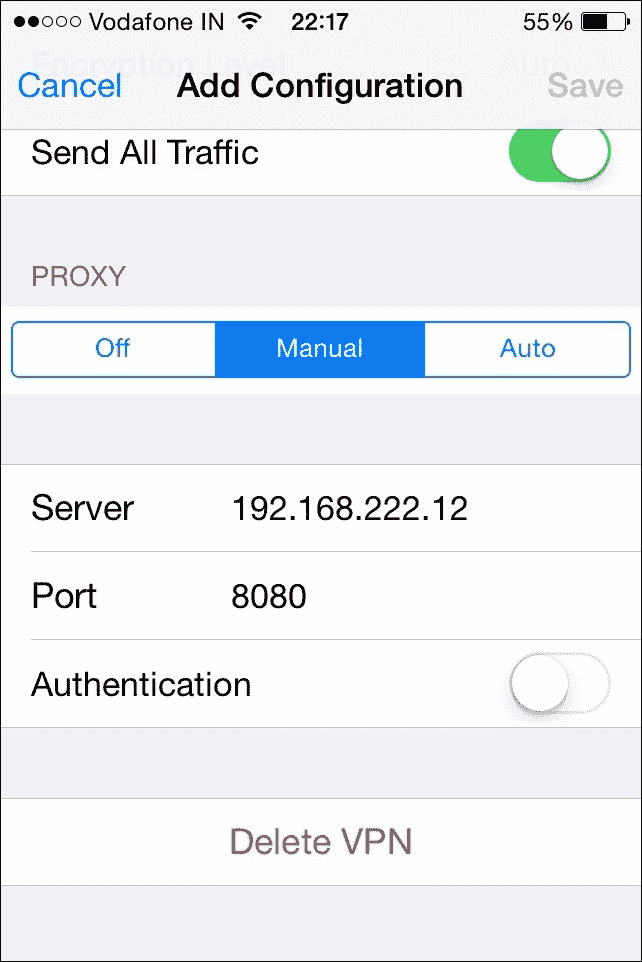 Vodafone IN 22:17 55%
Encryption Level Auto
Cancel Add Configuration Save
Send All Traffic
PROXY
Off Manual Auto
Server 192.168.222.12
Port 8080
Authentication
Delete VPN